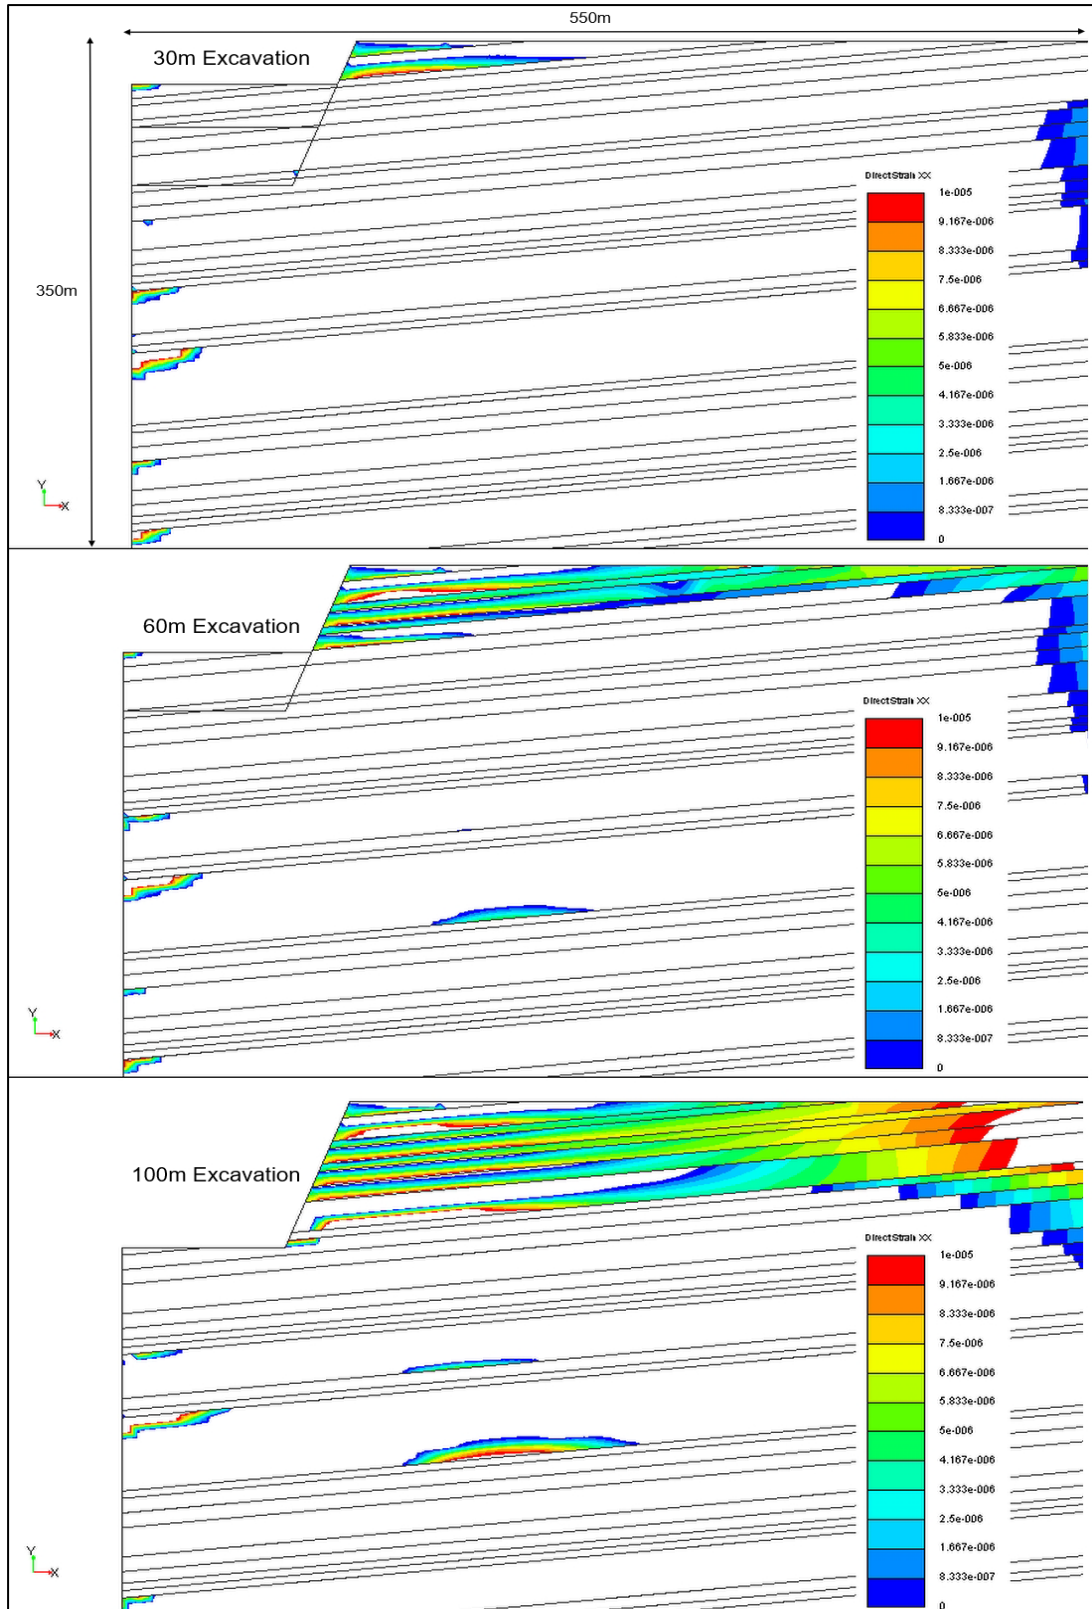 550m
30m Excavation
350m
DirectStrain XX
1e-005
9.167e-006
8.333e-006
7.5e-006
6.667e-006
5.833e-006
5e-006
4.167e-006
3.333e-006
2.5e-006
1.667e-006
8.333e-007
0
Y
X
60m Excavation
DirectStrain XX
1e-005
9.167e-006
8.333e-006
7.5e-006
6.667e-006
5.833e-006
5e-006
4.167e-006
3.333e-006
2.5e-006
1.667e-006
8.333e-007
0
Y
X
100m Excavation
DirectStrain XX
1e-005
9.167e-006
8.333e-006
7.5e-006
6.667e-006
5.833e-006
5e-006
4.167e-006
3.333e-006
2.5e-006
1.667e-006
8.333e-007
0
Y
X